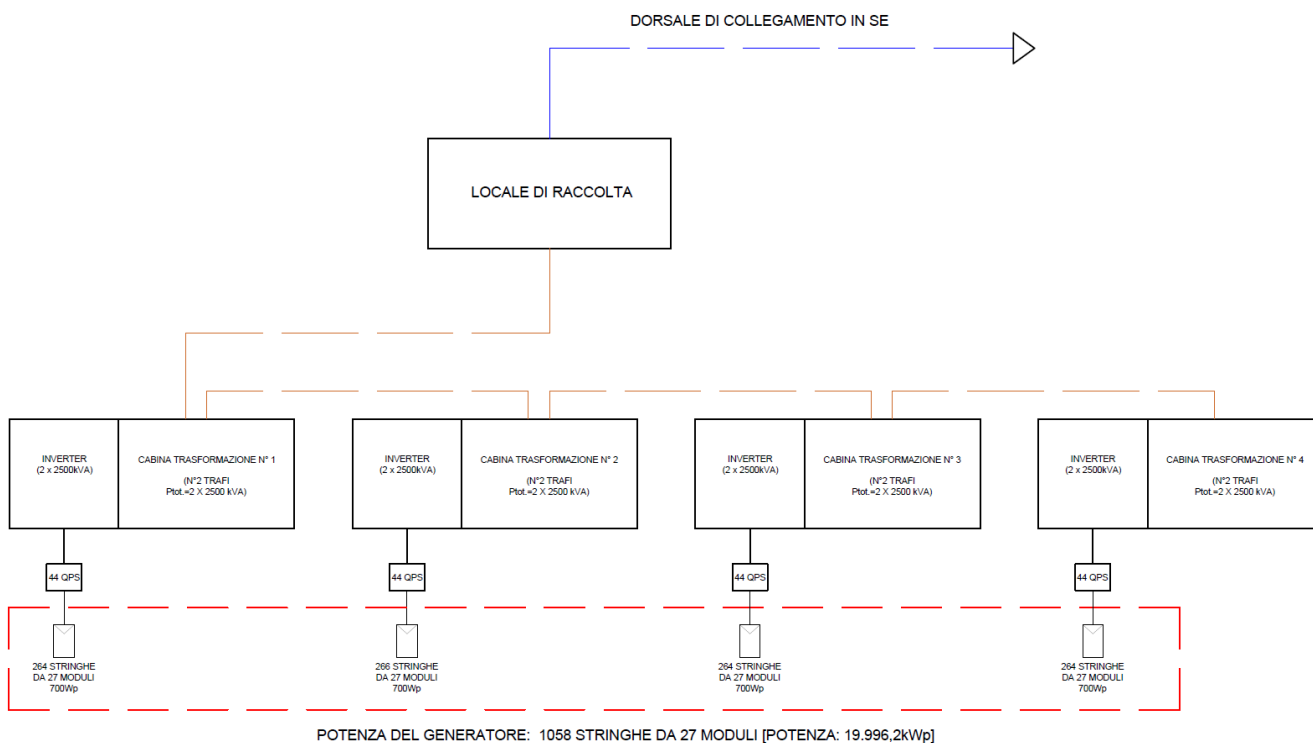 DORSALE DI COLLEGAMENTO IN SE
LOCALE DI RACCOLTA
INVERTER
(2 x 2500kVA)
CABINA TRASFORMAZIONE N° 1
(N°2 TRAFI
Ptot.=2 X 2500 kVA)
INVERTER
(2 x 2500kVA)
CABINA TRASFORMAZIONE N° 2
(N°2 TRAFI
Ptot.=2 X 2500 kVA)
INVERTER
(2 x 2500kVA)
CABINA TRASFORMAZIONE N° 3
(N°2 TRAFI
Ptot.=2 X 2500 kVA)
INVERTER
(2 x 2500kVA)
CABINA TRASFORMAZIONE N° 4
(N°2 TRAFI
Ptot.=2 X 2500 kVA)
44 QPS
44 QPS
44 QPS
44 QPS
264 STRINGHE
DA 27 MODULI
700Wp
266 STRINGHE
DA 27 MODULI
700Wp
264 STRINGHE
DA 27 MODULI
700Wp
264 STRINGHE
DA 27 MODULI
700Wp
POTENZA DEL GENERATORE: 1058 STRINGHE DA 27 MODULI [POTENZA: 19.996,2kWp]